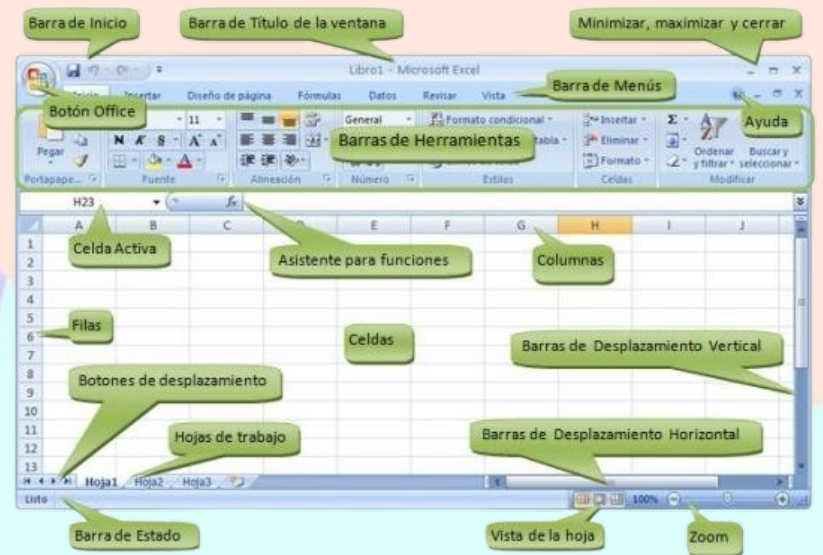 Barra de Inicio
Barra de Título de la ventana
Minimizar, maximizar y cerrar
Libro1 - Microsoft Excel
Inicio Insertar Diseño de página Fórmulas Datos Revisar Vista
Barra de Menús
Botón Office
Ayuda
Barras de Herramientas
11 General Formato condicional Insertar Σ
Pegar N K S A A tabla Eliminar Ordenar y filtrar Buscar y seleccionar
Formato
Portapape... Fuente Alineación Número Estilos Celdas Modificar
H23 fx
A B C E F G H I J
Celda Activa
Asistente para funciones
Columnas
Filas
Celdas
Barras de Desplazamiento Vertical
Botones de desplazamiento
Hojas de trabajo
Barras de Desplazamiento Horizontal
1
2
3
4
5
6
7
8
9
10
11
12
13
Hoja1 Hoja2 Hoja3
Listo 100%
Barra de Estado
Vista de la hoja
Zoom